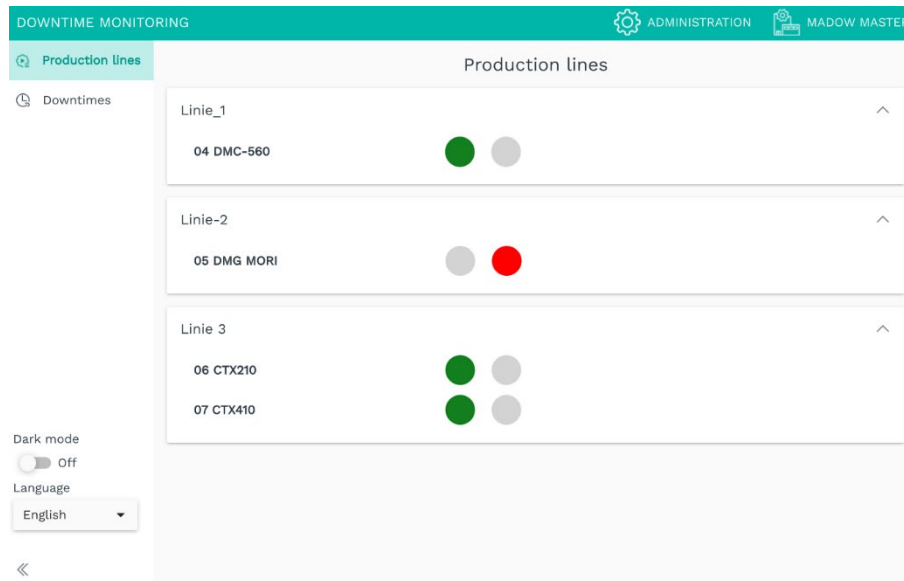 DOWNTIME MONITORING
ADMINISTRATION
MADOW MASTER
Production lines
Downtimes
Production lines
Linie_1
04 DMC-560
Linie-2
05 DMG MORI
Linie 3
06 CTX210
07 CTX410
Dark mode
Off
Language
English